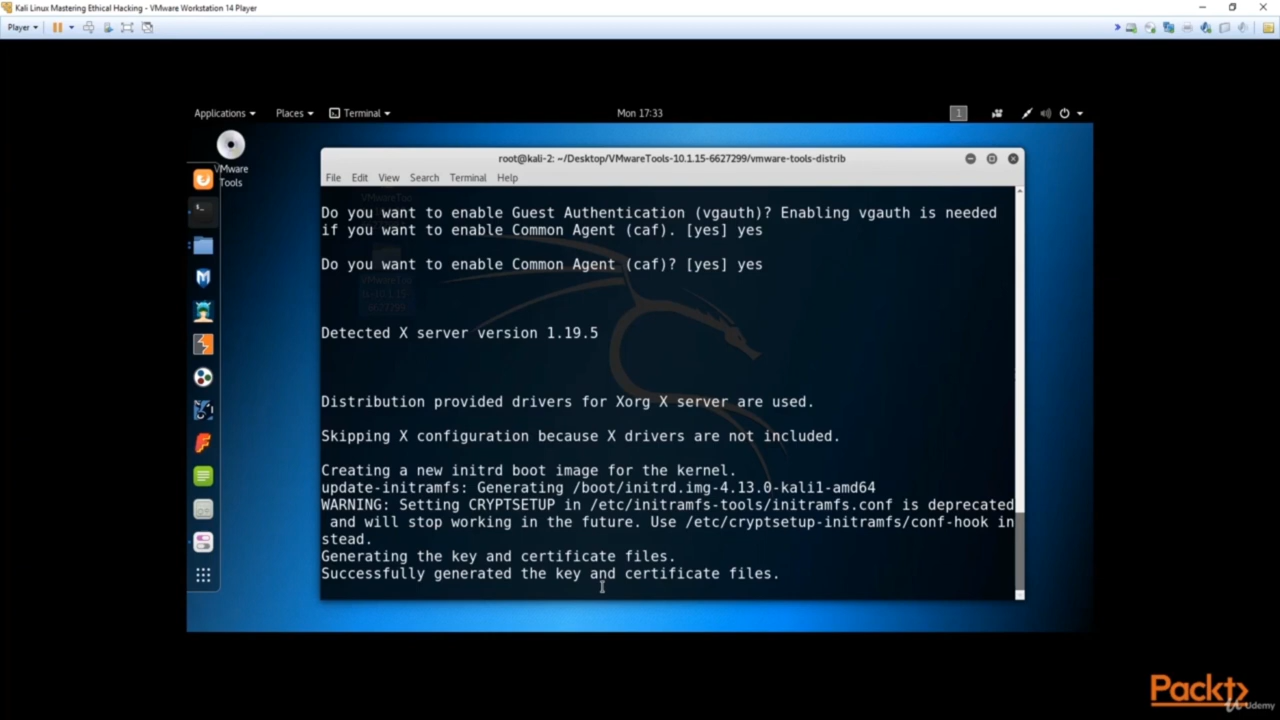 Kali Linux Mastering Ethical Hacking - VMware Workstation 14 Player
Player
Applications Places Terminal Mon 17:33 1
VMware
Tools
root@kali-2: ~/Desktop/VMwareTools-10.1.15-6627299/vmware-tools-distrib
File Edit View Search Terminal Help
Do you want to enable Guest Authentication (vgauth)? Enabling vgauth is needed
if you want to enable Common Agent (caf). [yes] yes
Do you want to enable Common Agent (caf)? [yes] yes
Detected X server version 1.19.5
Distribution provided drivers for Xorg X server are used.
Skipping X configuration because X drivers are not included.
Creating a new initrd boot image for the kernel.
update-initramfs: Generating /boot/initrd.img-4.13.0-kali1-amd64
WARNING: Setting CRYPTSETUP in /etc/initramfs-tools/initramfs.conf is deprecated
and will stop working in the future. Use /etc/cryptsetup-initramfs/conf-hook in
stead.
Generating the key and certificate files.
Successfully generated the key and certificate files.
Packt
Udemy